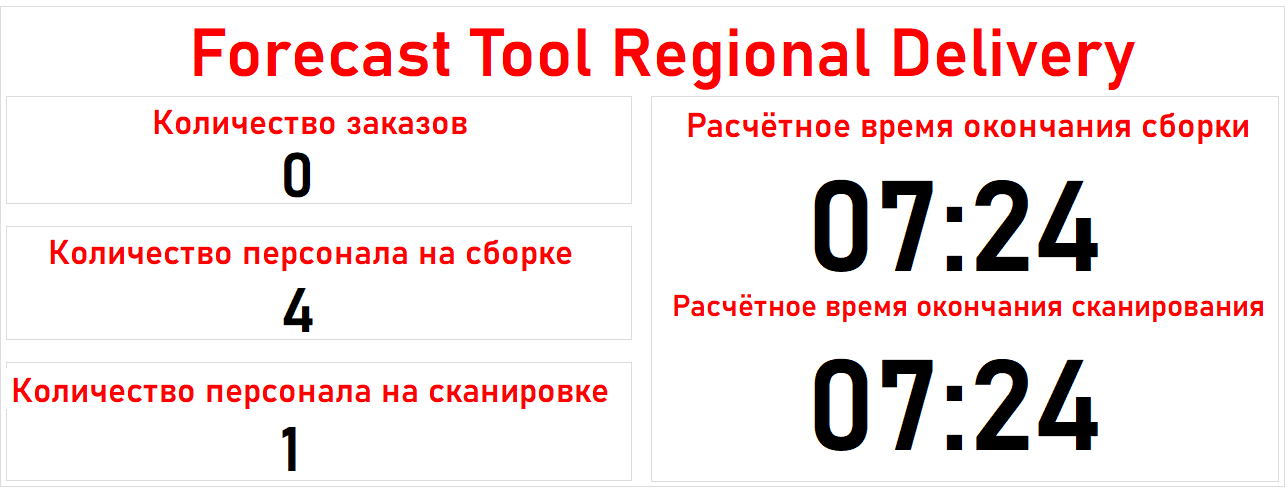 Forecast Tool Regional Delivery
Количество заказов
0
Количество персонала на сборке
4
Количество персонала на сканировке
1
Расчётное время окончания сборки
07:24
Расчётное время окончания сканирования
07:24